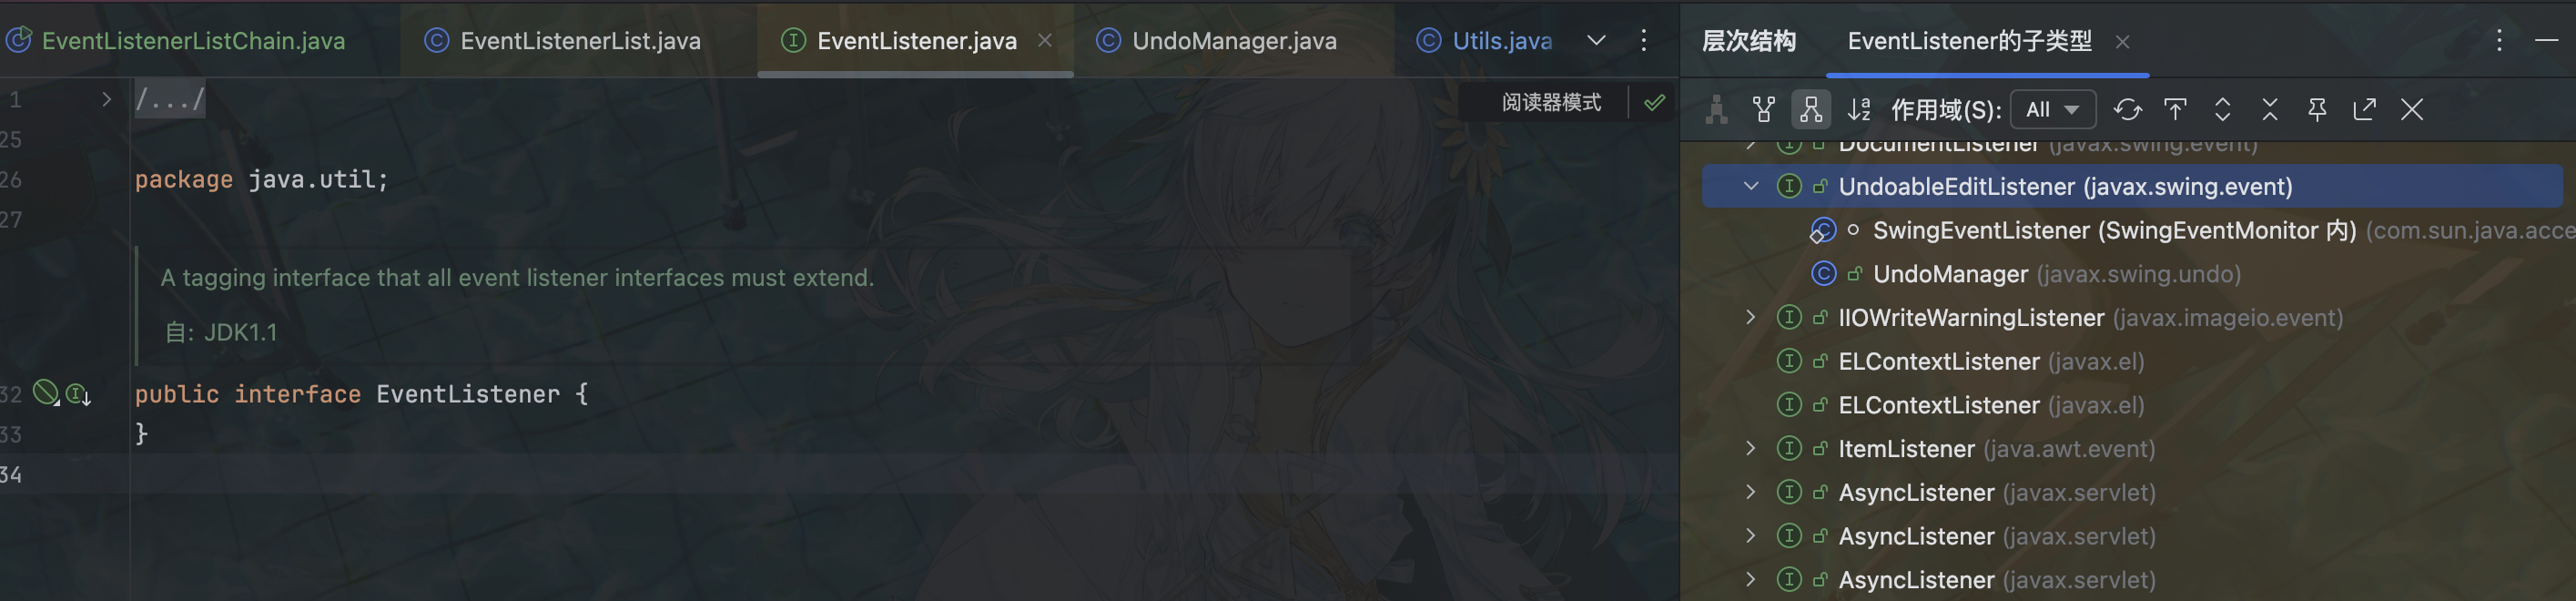 EventListenerListChain.java
EventListenerList.java
EventListener.java
UndoManager.java
Utils.java
层次结构
EventListener的子类型
作用域(S):
All
阅读器模式
1
/.../
25
26
package java.util;
27
A tagging interface that all event listener interfaces must extend.
自: JDK1.1
32
public interface EventListener {
33
}
34
DocumentListener (javax.swing.event)
UndoableEditListener (javax.swing.event)
SwingEventListener (SwingEventMonitor 内) (com.sun.java.acce
UndoManager (javax.swing.undo)
IIOWriteWarningListener (javax.imageio.event)
ELContextListener (javax.el)
ELContextListener (javax.el)
ItemListener (java.awt.event)
AsyncListener (javax.servlet)
AsyncListener (javax.servlet)
AsyncListener (javax.servlet)